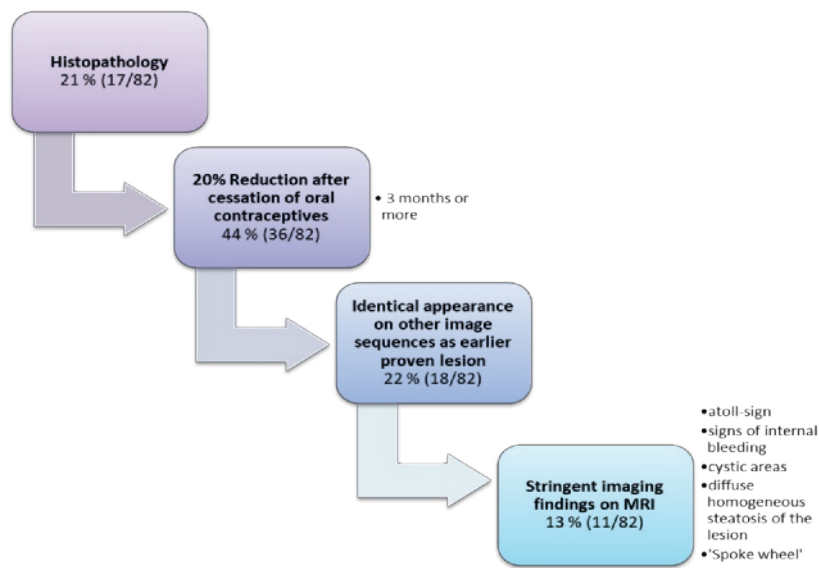 Histopathology
21 % (17/82)
20% Reduction after
cessation of oral
contraceptives
44 % (36/82)
• 3 months or
more
Identical appearance
on other image
sequences as earlier
proven lesion
22 % (18/82)
Stringent imaging
findings on MRI
13 % (11/82)
•atoll-sign
•signs of internal
bleeding
•cystic areas
•diffuse
homogeneous
steatosis of the
lesion
•'Spoke wheel'